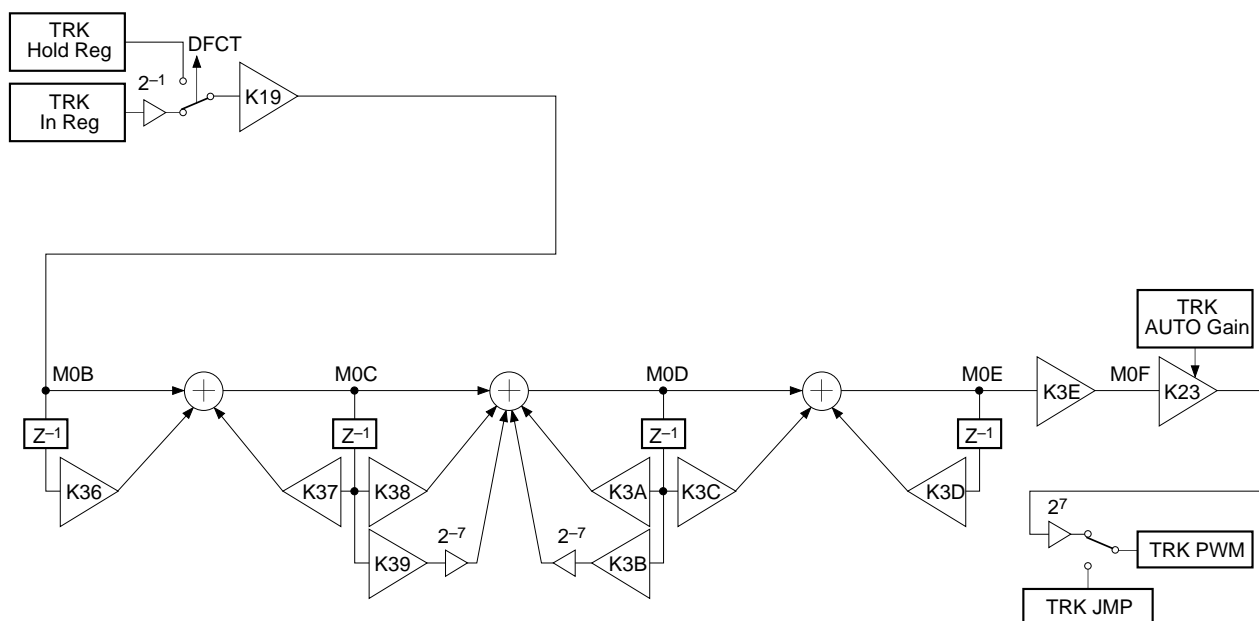 TRK
Hold Reg
DFCT
2–1
TRK
In Reg
K19
TRK
AUTO Gain
M0B
M0C
M0D
M0E
K3E
M0F
K23
Z–1
Z–1
Z–1
Z–1
K36
K37
K38
K3A
K3C
K3D
2–7
2–7
K39
K3B
27
TRK PWM
TRK JMP